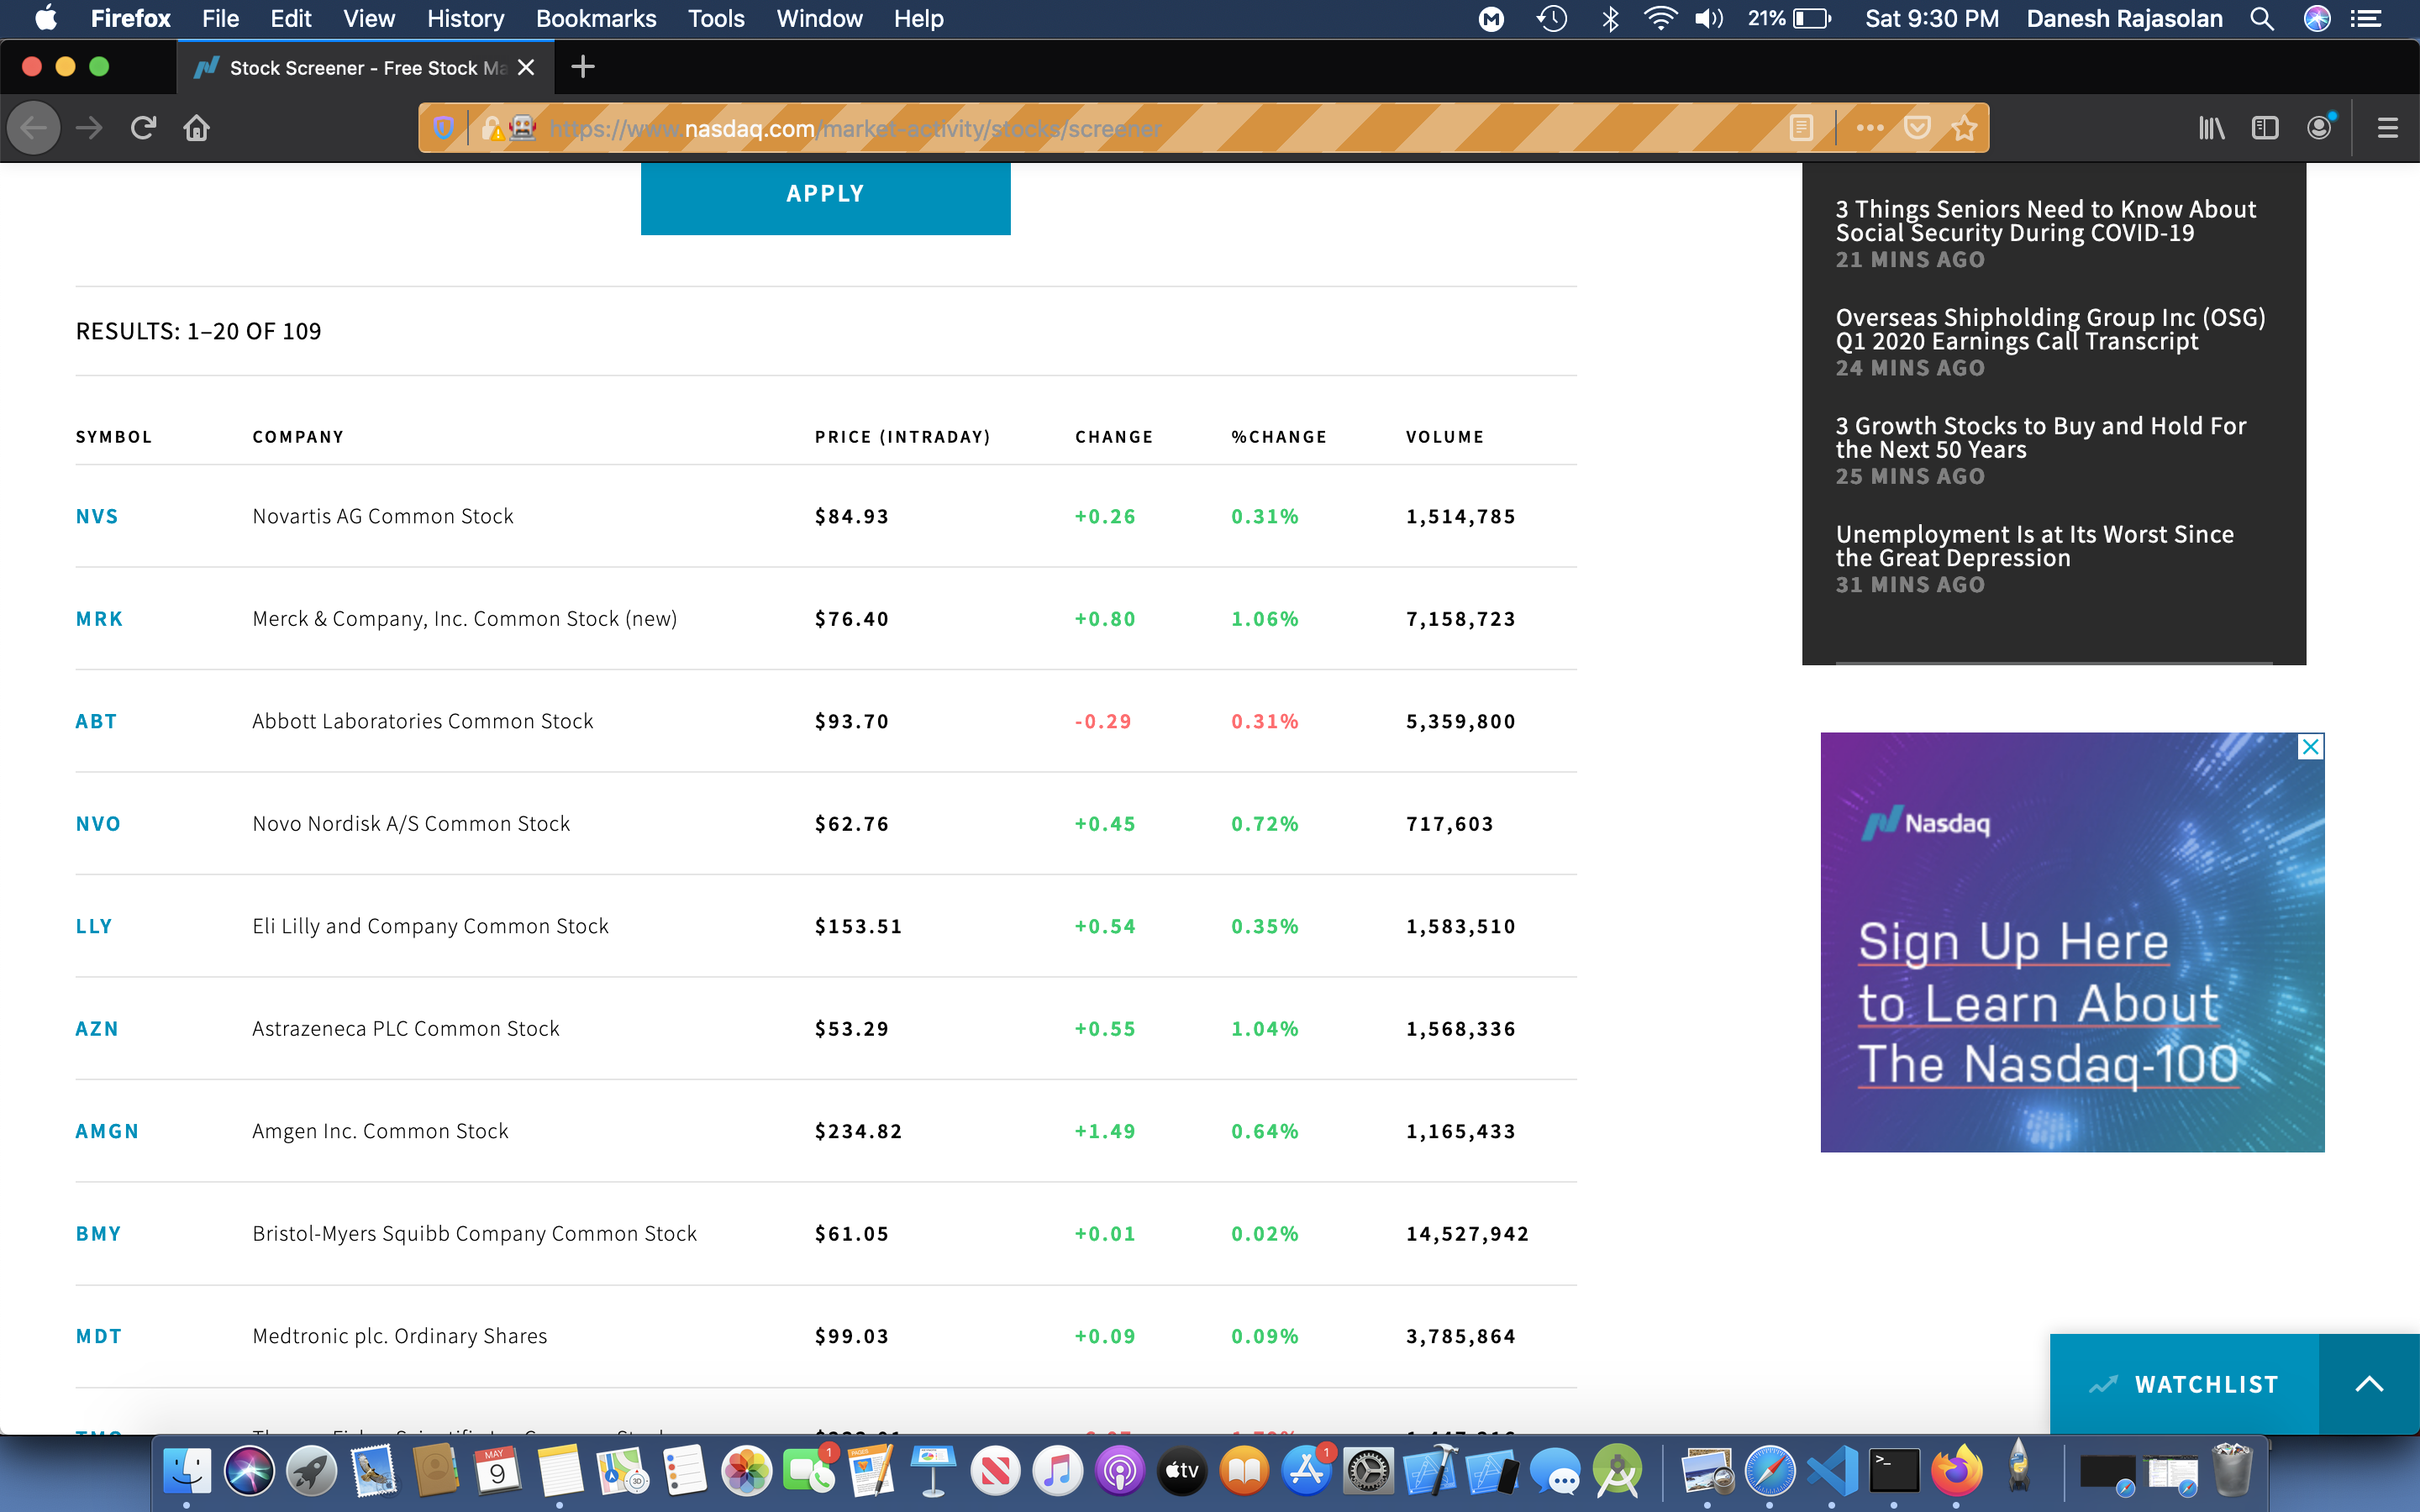 Firefox File Edit View History Bookmarks Tools Window Help
21% Sat 9:30 PM Danesh Rajasolan
Stock Screener - Free Stock Ma
https://www.nasdaq.com/market-activity/stocks/screener
APPLY
RESULTS: 1–20 OF 109
SYMBOL COMPANY PRICE (INTRADAY) CHANGE %CHANGE VOLUME
NVS Novartis AG Common Stock $84.93 +0.26 0.31% 1,514,785
MRK Merck & Company, Inc. Common Stock (new) $76.40 +0.80 1.06% 7,158,723
ABT Abbott Laboratories Common Stock $93.70 -0.29 0.31% 5,359,800
NVO Novo Nordisk A/S Common Stock $62.76 +0.45 0.72% 717,603
LLY Eli Lilly and Company Common Stock $153.51 +0.54 0.35% 1,583,510
AZN Astrazeneca PLC Common Stock $53.29 +0.55 1.04% 1,568,336
AMGN Amgen Inc. Common Stock $234.82 +1.49 0.64% 1,165,433
BMY Bristol-Myers Squibb Company Common Stock $61.05 +0.01 0.02% 14,527,942
MDT Medtronic plc. Ordinary Shares $99.03 +0.09 0.09% 3,785,864
3 Things Seniors Need to Know About
Social Security During COVID-19
21 MINS AGO
Overseas Shipholding Group Inc (OSG)
Q1 2020 Earnings Call Transcript
24 MINS AGO
3 Growth Stocks to Buy and Hold For
the Next 50 Years
25 MINS AGO
Unemployment Is at Its Worst Since
the Great Depression
31 MINS AGO
Nasdaq
Sign Up Here
to Learn About
The Nasdaq-100
WATCHLIST
MAY
9
3D
1
PAGES
tv
1
>_